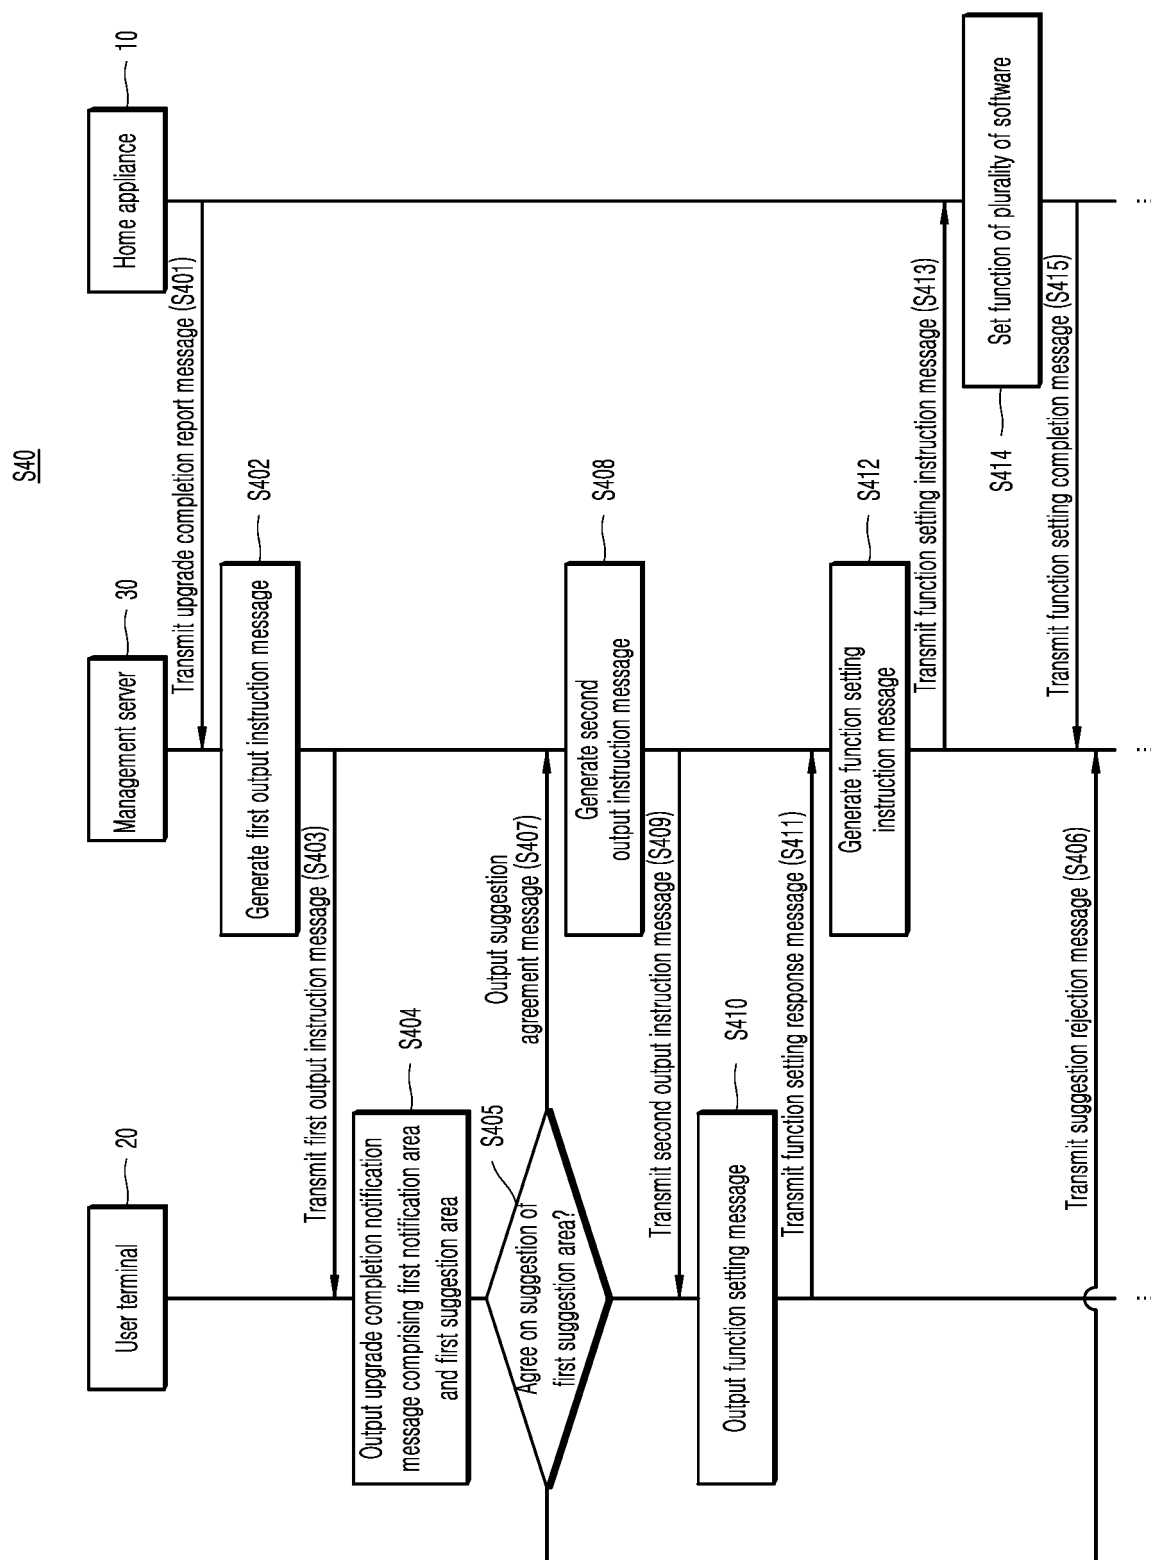 S40
User terminal
20
Management server
30
Home appliance
10
Transmit upgrade completion report message (S401)
Generate first output instruction message
S402
Transmit first output instruction message (S403)
Output upgrade completion notification
message comprising first notification area
and first suggestion area
S404
Agree on suggestion of
first suggestion area?
S405
Output suggestion
agreement message (S407)
Generate second
output instruction message
S408
Transmit second output instruction message (S409)
Output function setting message
S410
Transmit function setting response message (S411)
Generate function setting
instruction message
S412
Transmit function setting instruction message (S413)
Set function of plurality of software
S414
Transmit function setting completion message (S415)
Transmit suggestion rejection message (S406)